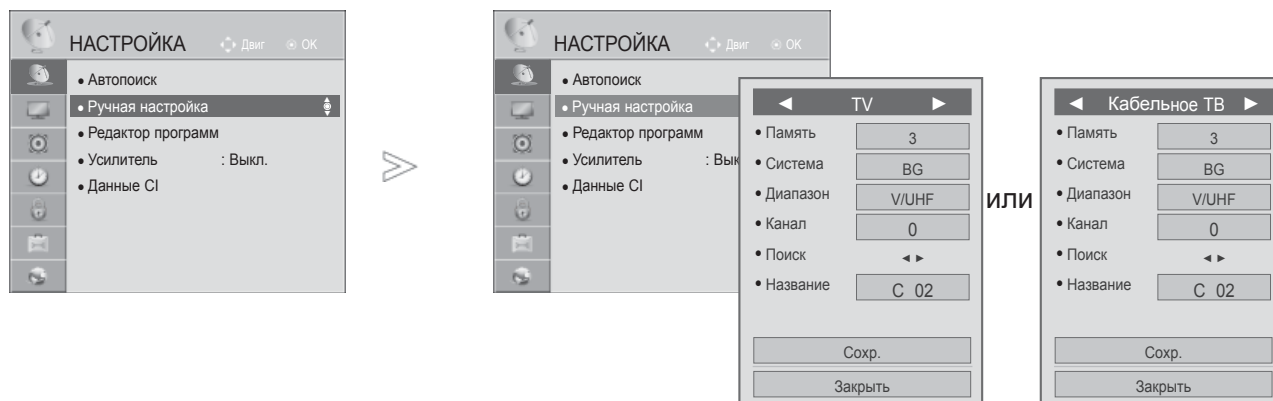 НАСТРОЙКА Двиг ОК
• Автопоиск
• Ручная настройка
• Редактор программ
• Усилитель : Выкл.
• Данные CI
НАСТРОЙКА Двиг ОК
• Автопоиск
• Ручная настройка
• Редактор программ
• Усилитель : Вык
• Данные CI
◄ TV ►
• Память 3
• Система BG
• Диапазон V/UHF
• Канал 0
• Поиск ◄ ►
• Название C 02
Сохр.
Закрыть
или
◄ Кабельное ТВ ►
• Память 3
• Система BG
• Диапазон V/UHF
• Канал 0
• Поиск ◄ ►
• Название C 02
Сохр.
Закрыть